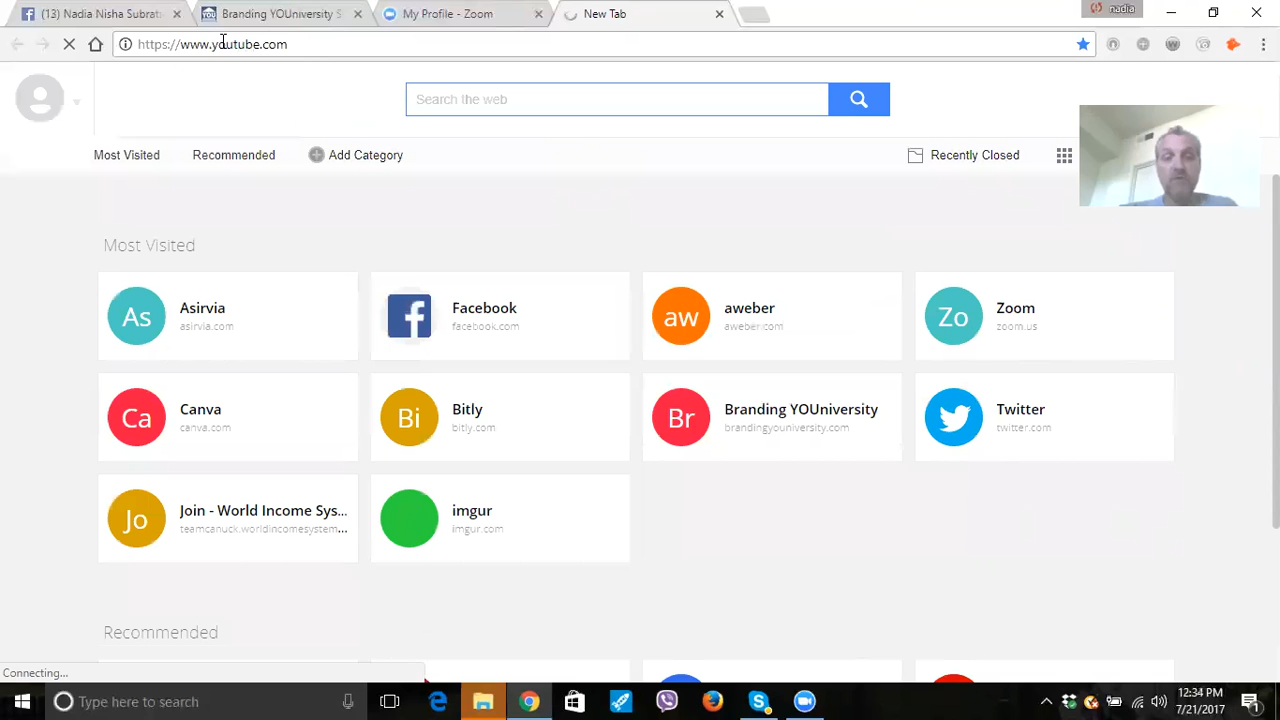 (13) Nadia Nisha Subrat
Branding YOUniversity S
My Profile - Zoom
New Tab
nadia
https://www.youtube.com
Search the web
Most Visited
Recommended
Add Category
Recently Closed
Most Visited
As
Asirvia
asirvia.com
Facebook
facebook.com
aw
aweber
aweber.com
Zo
Zoom
zoom.us
Ca
Canva
canva.com
Bi
Bitly
bitly.com
Br
Branding YOUniversity
brandingyouniversity.com
Twitter
twitter.com
Jo
Join - World Income Sys...
teamcanuck.worldincomesystem...
imgur
imgur.com
Recommended
Connecting...
Type here to search
12:34 PM
7/21/2017